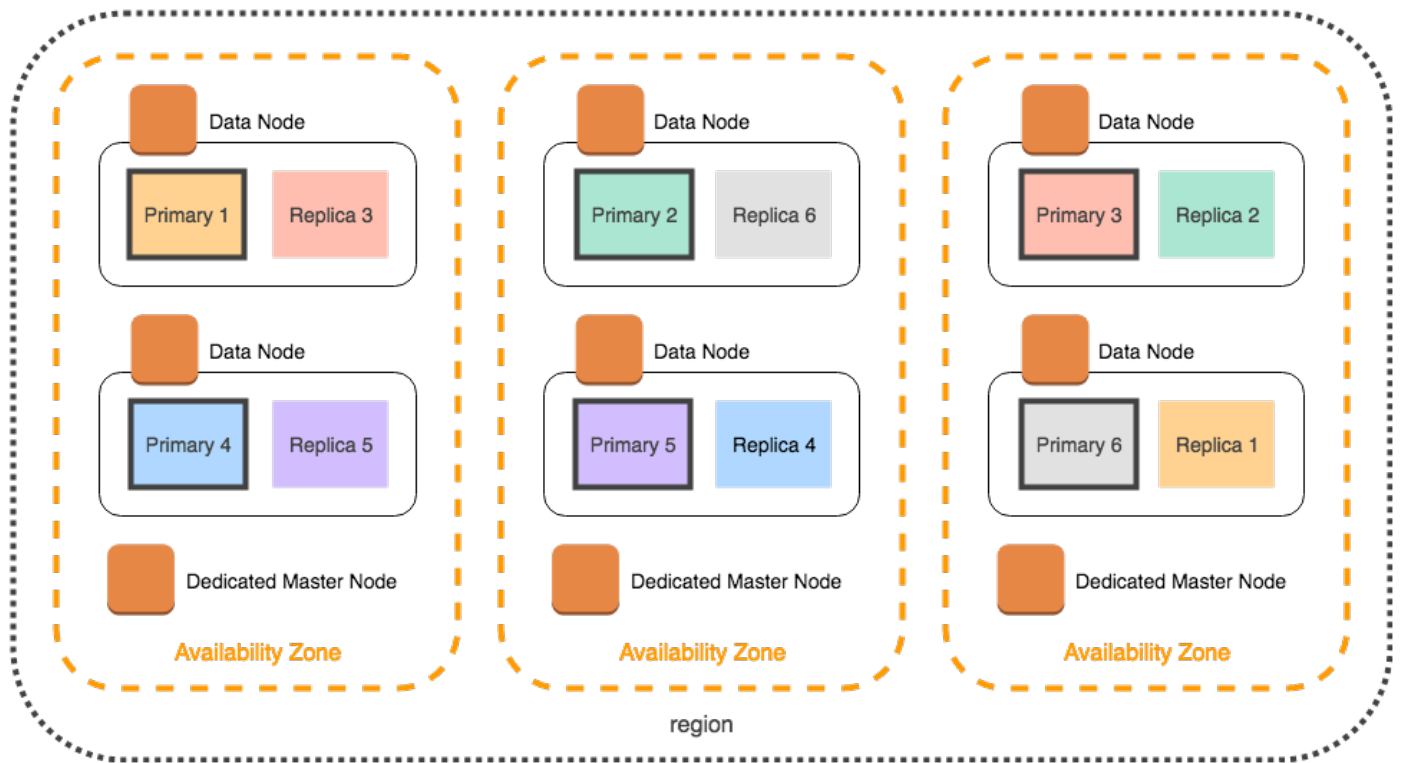 Data Node
Primary 1
Replica 3
Data Node
Primary 4
Replica 5
Dedicated Master Node
Availability Zone
Data Node
Primary 2
Replica 6
Data Node
Primary 5
Replica 4
Dedicated Master Node
Availability Zone
Data Node
Primary 3
Replica 2
Data Node
Primary 6
Replica 1
Dedicated Master Node
Availability Zone
region